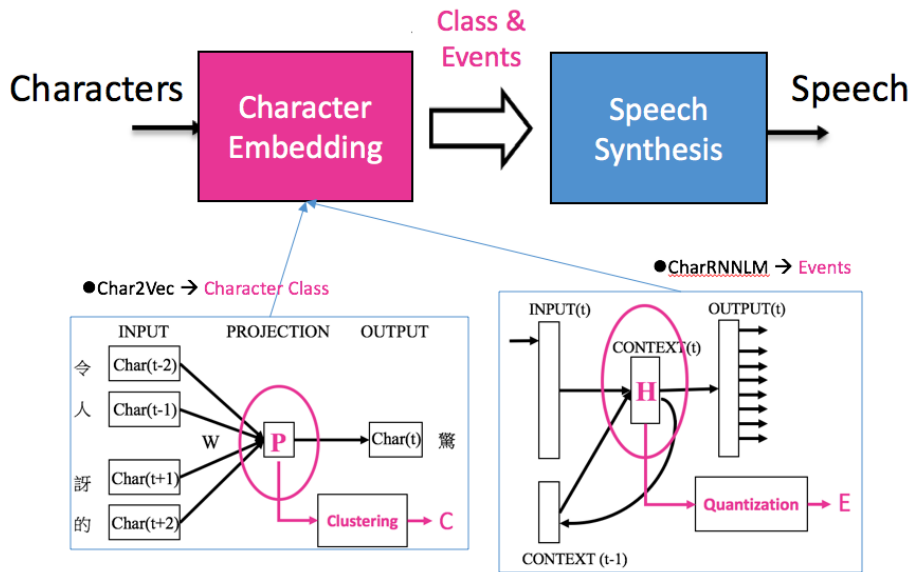 Class &
Events
Characters
Character
Embedding
Speech
Synthesis
Speech
●Char2Vec → Character Class
●CharRNNLM → Events
INPUT
PROJECTION
OUTPUT
令
Char(t-2)
人
Char(t-1)
W
P
Char(t)
驚
訝
Char(t+1)
的
Char(t+2)
Clustering
C
INPUT(t)
OUTPUT(t)
CONTEXT(t)
H
Quantization
E
CONTEXT (t-1)